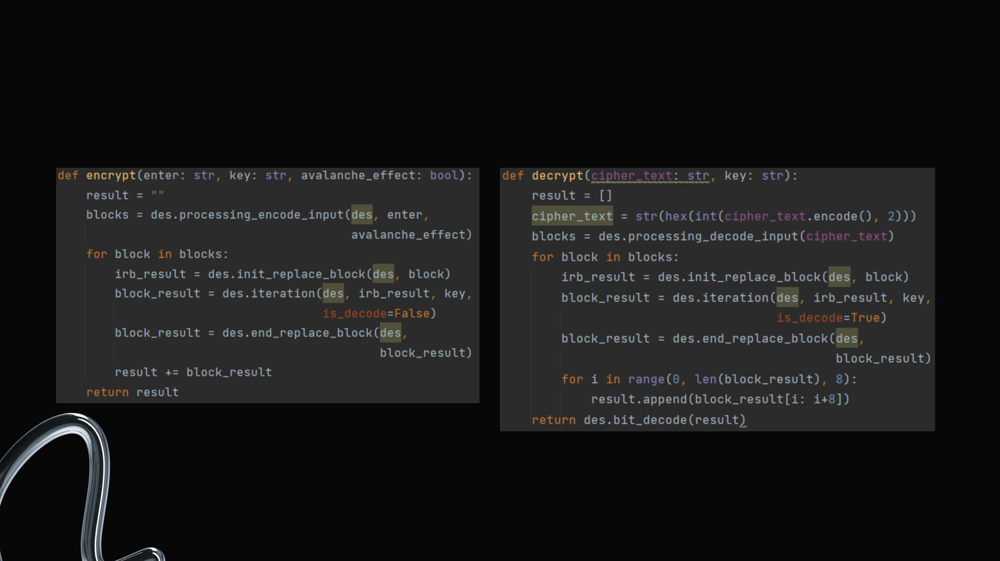 def encrypt(enter: str, key: str, avalanche_effect: bool):
    result = ""
    blocks = des.processing_encode_input(des, enter,
                                         avalanche_effect)
    for block in blocks:
        irb_result = des.init_replace_block(des, block)
        block_result = des.iteration(des, irb_result, key,
                                     is_decode=False)
        block_result = des.end_replace_block(des,
                                             block_result)
        result += block_result
    return result
def decrypt(cipher_text: str, key: str):
    result = []
    cipher_text = str(hex(int(cipher_text.encode(), 2)))
    blocks = des.processing_decode_input(cipher_text)
    for block in blocks:
        irb_result = des.init_replace_block(des, block)
        block_result = des.iteration(des, irb_result, key,
                                     is_decode=True)
        block_result = des.end_replace_block(des,
                                             block_result)
        for i in range(0, len(block_result), 8):
            result.append(block_result[i: i+8])
    return des.bit_decode(result)